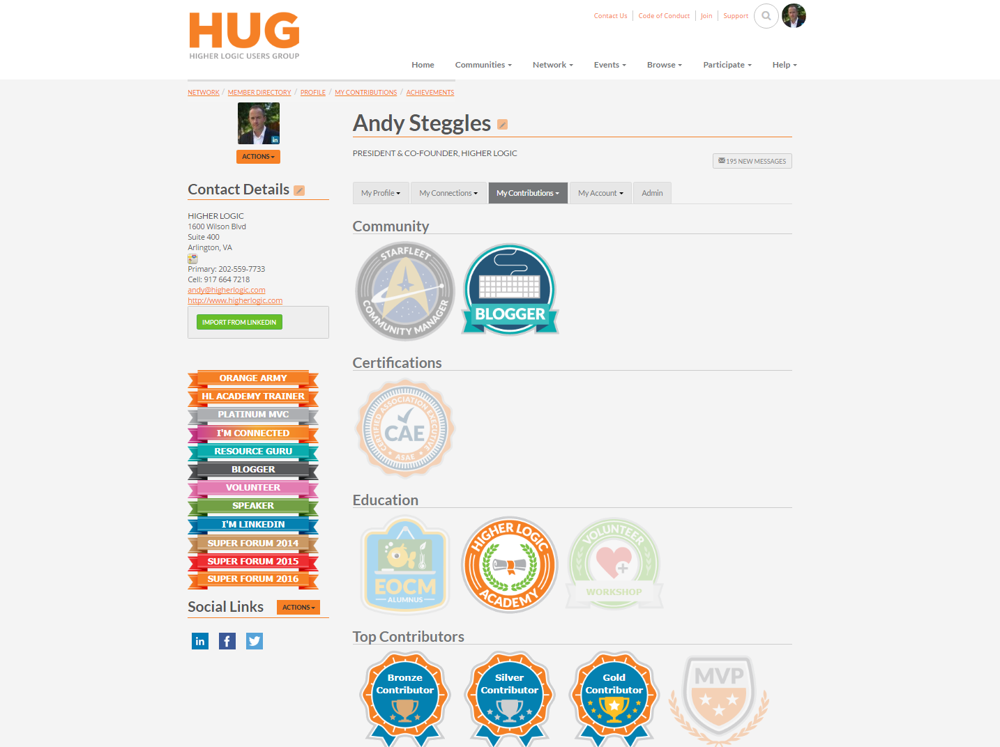 HUG
HIGHER LOGIC USERS GROUP
Contact Us
Code of Conduct
Join
Support
Home
Communities
Network
Events
Browse
Participate
Help
NETWORK / MEMBER DIRECTORY / PROFILE / MY CONTRIBUTIONS / ACHIEVEMENTS
in
ACTIONS
Contact Details
HIGHER LOGIC
1600 Wilson Blvd
Suite 400
Arlington, VA
Primary: 202-559-7733
Cell: 917 664 7218
andy@higherlogic.com
http://www.higherlogic.com
IMPORT FROM LINKEDIN
ORANGE ARMY
HL ACADEMY TRAINER
PLATINUM MVC
I'M CONNECTED
RESOURCE GURU
BLOGGER
VOLUNTEER
SPEAKER
I'M LINKEDIN
SUPER FORUM 2014
SUPER FORUM 2015
SUPER FORUM 2016
Social Links
ACTIONS
in
f
Andy Steggles
PRESIDENT & CO-FOUNDER, HIGHER LOGIC
195 NEW MESSAGES
My Profile
My Connections
My Contributions
My Account
Admin
Community
STARFLEET
COMMUNITY MANAGER
BLOGGER
Certifications
CERTIFIED ASSOCIATION EXECUTIVE
CAE
ASAE
Education
EOCM
ALUMNUS
HIGHER LOGIC
ACADEMY
VOLUNTEER
WORKSHOP
Top Contributors
Bronze
Contributor
Silver
Contributor
Gold
Contributor
MVP